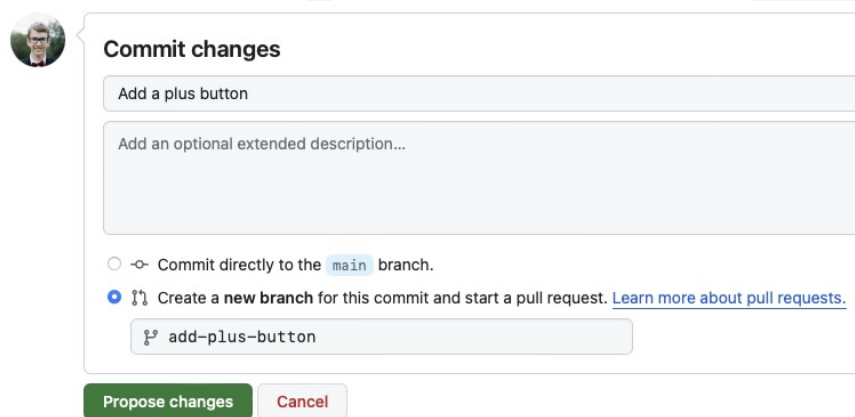 Commit changes
Add a plus button
Add an optional extended description...
Commit directly to the main branch.
Create a new branch for this commit and start a pull request. Learn more about pull requests.
add-plus-button
Propose changes
Cancel